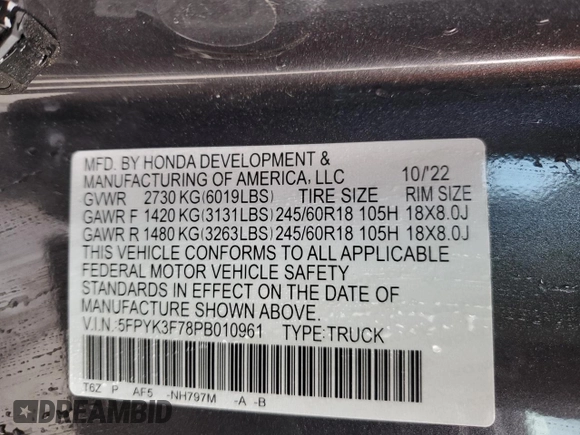 MFD. BY HONDA DEVELOPMENT &
MANUFACTURING OF AMERICA, LLC 10/'22
GVWR 2730 KG(6019LBS) TIRE SIZE RIM SIZE
GAWR F 1420 KG(3131LBS) 245/60R18 105H 18X8.0J
GAWR R 1480 KG(3263LBS) 245/60R18 105H 18X8.0J
THIS VEHICLE CONFORMS TO ALL APPLICABLE
FEDERAL MOTOR VEHICLE SAFETY
STANDARDS IN EFFECT ON THE DATE OF
MANUFACTURE SHOWN ABOVE.
V.I.N.:5FPYK3F78PB010961 TYPE:TRUCK
T6Z P AF5 -NH797M -A -B
DREAMBID